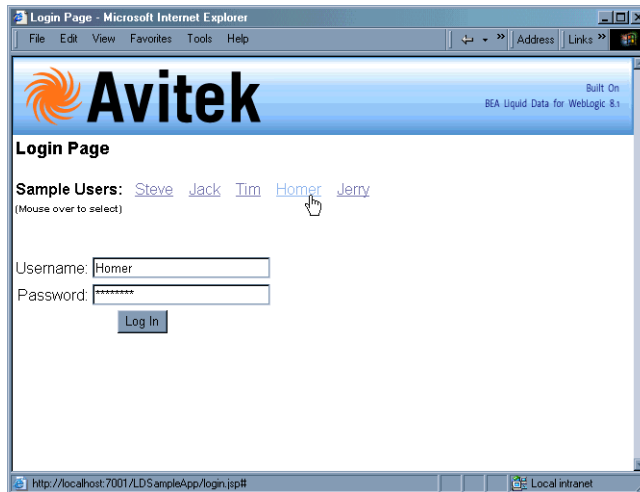 Login Page - Microsoft Internet Explorer
File Edit View Favorites Tools Help
Address Links
Avitek
Built On
BEA Liquid Data for WebLogic 8.1
Login Page
Sample Users: Steve Jack Tim Homer Jerry
(Mouse over to select)
Username: Homer
Password: ********
Log In
http://localhost:7001/LDSampleApp/login.jsp#
Local intranet